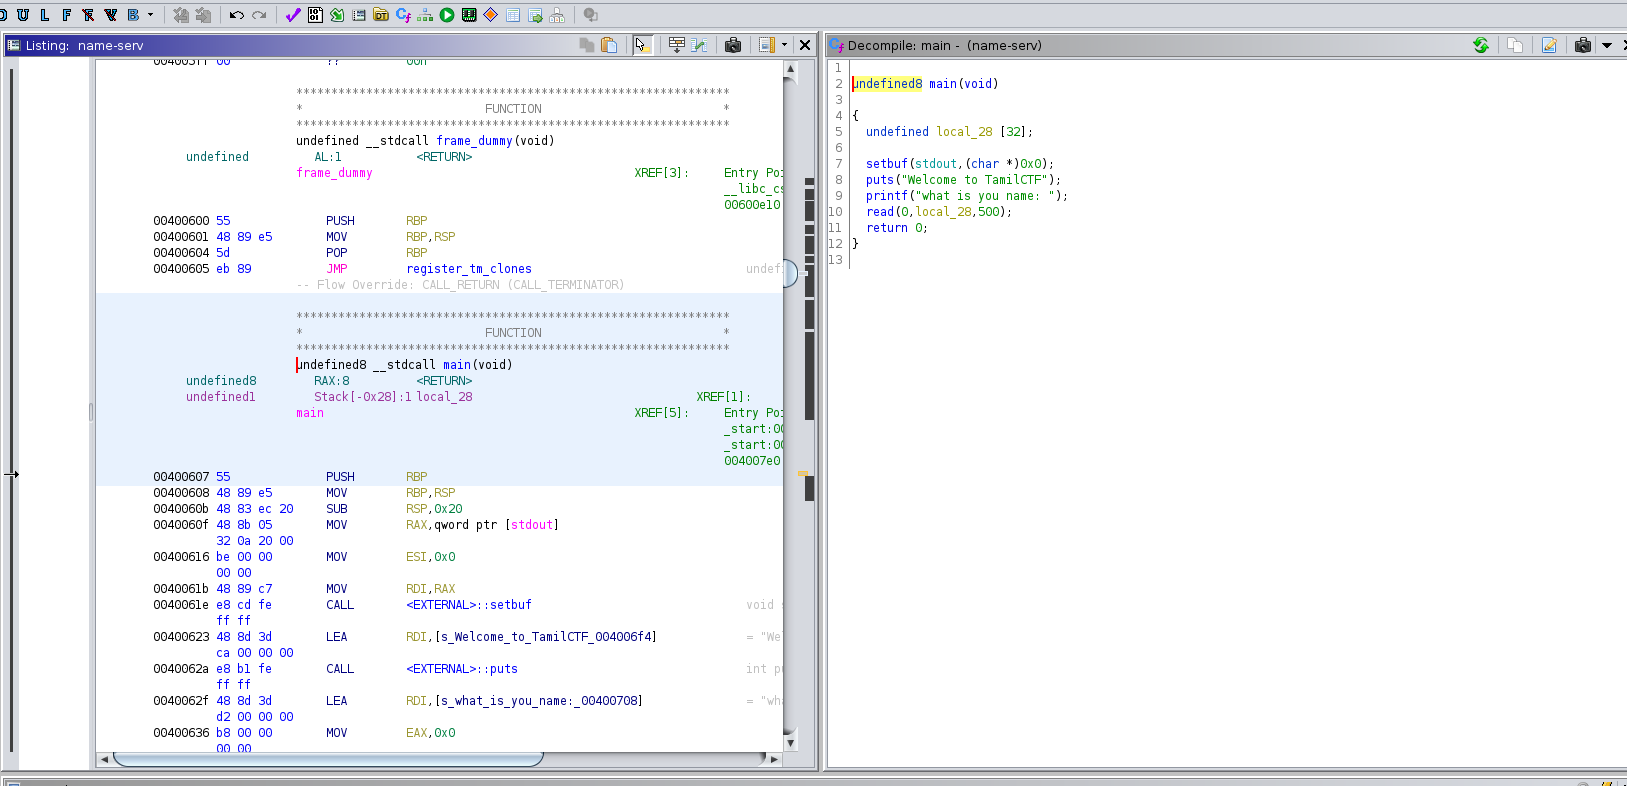 D U L F R V B
Listing: name-serv
004005ff 00 ?? 00h
*************************************************************
* FUNCTION *
*************************************************************
undefined __stdcall frame_dummy(void)
undefined AL:1 <RETURN>
frame_dummy XREF[3]: Entry Poi
__libc_cs
00600e10
00400600 55 PUSH RBP
00400601 48 89 e5 MOV RBP,RSP
00400604 5d POP RBP
00400605 eb 89 JMP register_tm_clones undefi
-- Flow Override: CALL_RETURN (CALL_TERMINATOR)
*************************************************************
* FUNCTION *
*************************************************************
undefined8 __stdcall main(void)
undefined8 RAX:8 <RETURN>
undefined1 Stack[-0x28]:1 local_28 XREF[1]:
main XREF[5]: Entry Poi
_start:00
_start:00
004007e0
00400607 55 PUSH RBP
00400608 48 89 e5 MOV RBP,RSP
0040060b 48 83 ec 20 SUB RSP,0x20
0040060f 48 8b 05 MOV RAX,qword ptr [stdout]
32 0a 20 00
00400616 be 00 00 MOV ESI,0x0
00 00
0040061b 48 89 c7 MOV RDI,RAX
0040061e e8 cd fe CALL <EXTERNAL>::setbuf void s
ff ff
00400623 48 8d 3d LEA RDI,[s_Welcome_to_TamilCTF_004006f4] = "We
ca 00 00 00
0040062a e8 b1 fe CALL <EXTERNAL>::puts int p
ff ff
0040062f 48 8d 3d LEA RDI,[s_what_is_you_name:_00400708] = "wh
d2 00 00 00
00400636 b8 00 00 MOV EAX,0x0
00 00
Decompile: main - (name-serv)
1
2 undefined8 main(void)
3
4 {
5 undefined local_28 [32];
6
7 setbuf(stdout,(char *)0x0);
8 puts("Welcome to TamilCTF");
9 printf("what is you name: ");
10 read(0,local_28,500);
11 return 0;
12 }
13